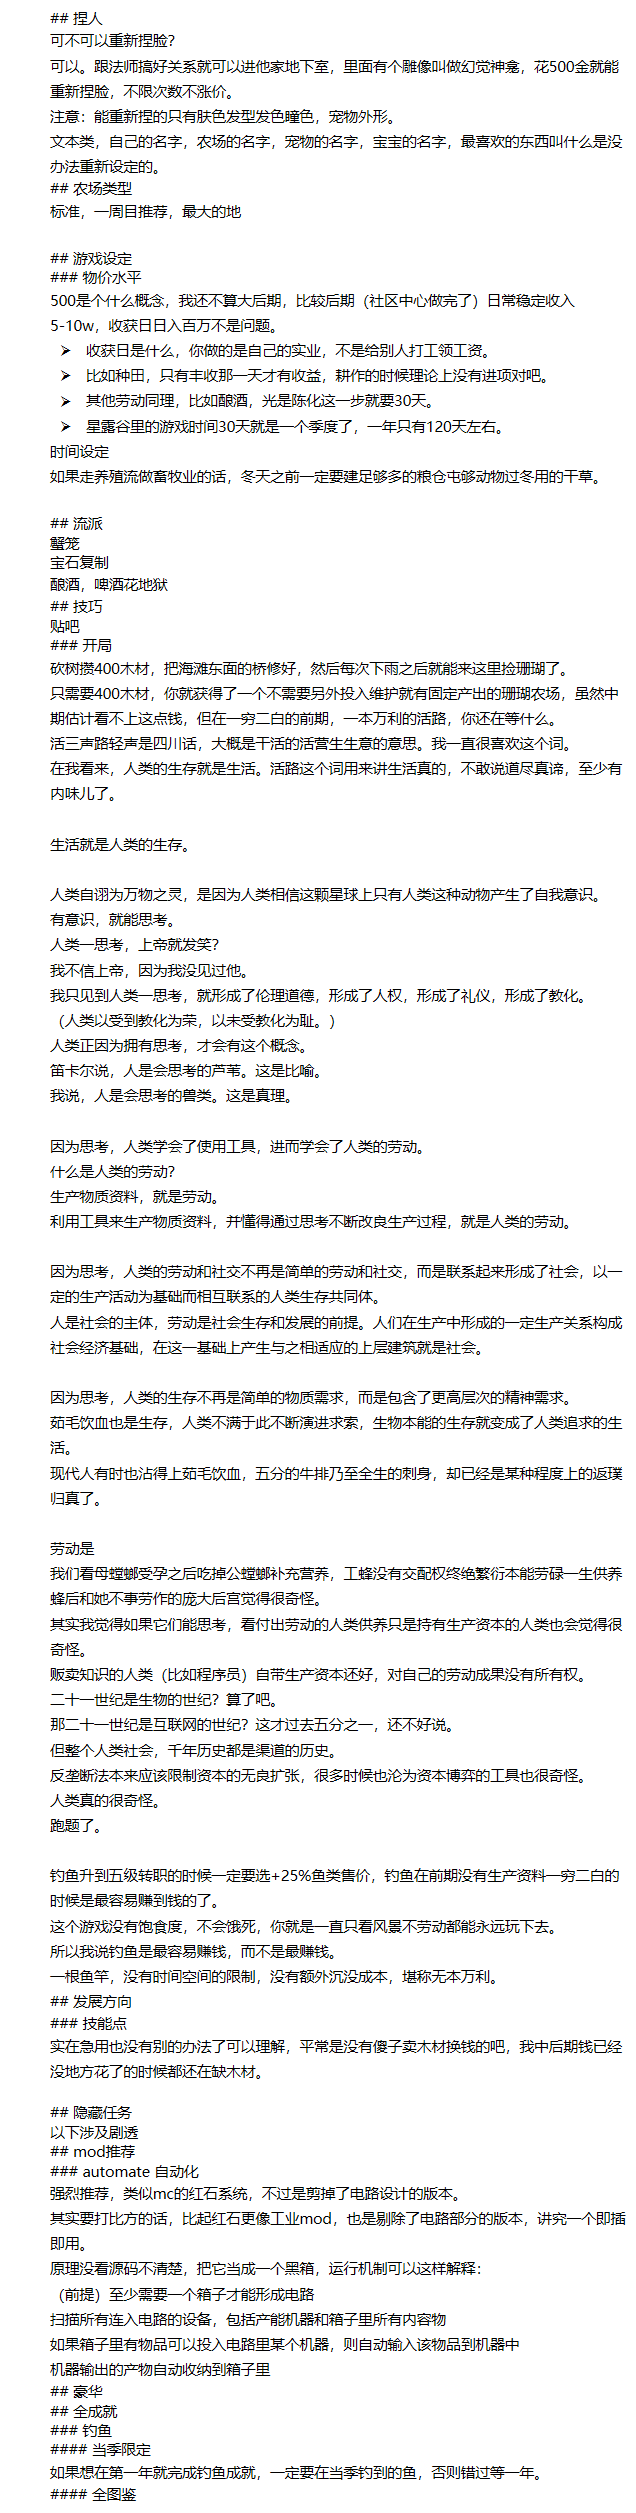 ## 捏人
可不可以重新捏脸？
可以。跟法师搞好关系就可以进他家地下室，里面有个雕像叫做幻觉神龛，花500金就能
重新捏脸，不限次数不涨价。
注意：能重新捏的只有肤色发型发色瞳色，宠物外形。
文本类，自己的名字，农场的名字，宠物的名字，宝宝的名字，最喜欢的东西叫什么是没
办法重新设定的。
## 农场类型
标准，一周目推荐，最大的地
## 游戏设定
### 物价水平
500是个什么概念，我还不算大后期，比较后期（社区中心做完了）日常稳定收入
5-10w，收获日日入百万不是问题。
➢ 收获日是什么，你做的是自己的实业，不是给别人打工领工资。
➢ 比如种田，只有丰收那一天才有收益，耕作的时候理论上没有进项对吧。
➢ 其他劳动同理，比如酿酒，光是陈化这一步就要30天。
➢ 星露谷里的游戏时间30天就是一个季度了，一年只有120天左右。
时间设定
如果走养殖流做畜牧业的话，冬天之前一定要建足够多的粮仓屯够动物过冬用的干草。
## 流派
蟹笼
宝石复制
酿酒，啤酒花地狱
## 技巧
贴吧
### 开局
砍树攒400木材，把海滩东面的桥修好，然后每次下雨之后就能来这里捡珊瑚了。
只需要400木材，你就获得了一个不需要另外投入维护就有固定产出的珊瑚农场，虽然中
期估计看不上这点钱，但在一穷二白的前期，一本万利的活路，你还在等什么。
活三声路轻声是四川话，大概是干活的活营生生意的意思。我一直很喜欢这个词。
在我看来，人类的生存就是生活。活路这个词用来讲生活真的，不敢说道尽真谛，至少有
内味儿了。
生活就是人类的生存。
人类自诩为万物之灵，是因为人类相信这颗星球上只有人类这种动物产生了自我意识。
有意识，就能思考。
人类一思考，上帝就发笑？
我不信上帝，因为我没见过他。
我只见到人类一思考，就形成了伦理道德，形成了人权，形成了礼仪，形成了教化。
（人类以受到教化为荣，以未受教化为耻。）
人类正因为拥有思考，才会有这个概念。
笛卡尔说，人是会思考的芦苇。这是比喻。
我说，人是会思考的兽类。这是真理。
因为思考，人类学会了使用工具，进而学会了人类的劳动。
什么是人类的劳动？
生产物质资料，就是劳动。
利用工具来生产物质资料，并懂得通过思考不断改良生产过程，就是人类的劳动。
因为思考，人类的劳动和社交不再是简单的劳动和社交，而是联系起来形成了社会，以一
定的生产活动为基础而相互联系的人类生存共同体。
人是社会的主体，劳动是社会生存和发展的前提。人们在生产中形成的一定生产关系构成
社会经济基础，在这一基础上产生与之相适应的上层建筑就是社会。
因为思考，人类的生存不再是简单的物质需求，而是包含了更高层次的精神需求。
茹毛饮血也是生存，人类不满于此不断演进求索，生物本能的生存就变成了人类追求的生
活。
现代人有时也沾得上茹毛饮血，五分的牛排乃至全生的刺身，却已经是某种程度上的返璞
归真了。
劳动是
我们看母螳螂受孕之后吃掉公螳螂补充营养，工蜂没有交配权终绝繁衍本能劳碌一生供养
蜂后和她不事劳作的庞大后宫觉得很奇怪。
其实我觉得如果它们能思考，看付出劳动的人类供养只是持有生产资本的人类也会觉得很
奇怪。
贩卖知识的人类（比如程序员）自带生产资本还好，对自己的劳动成果没有所有权。
二十一世纪是生物的世纪？算了吧。
那二十一世纪是互联网的世纪？这才过去五分之一，还不好说。
但整个人类社会，千年历史都是渠道的历史。
反垄断法本来应该限制资本的无良扩张，很多时候也沦为资本博弈的工具也很奇怪。
人类真的很奇怪。
跑题了。
钓鱼升到五级转职的时候一定要选+25%鱼类售价，钓鱼在前期没有生产资料一穷二白的
时候是最容易赚到钱的了。
这个游戏没有饱食度，不会饿死，你就是一直只看风景不劳动都能永远玩下去。
所以我说钓鱼是最容易赚钱，而不是最赚钱。
一根鱼竿，没有时间空间的限制，没有额外沉没成本，堪称无本万利。
## 发展方向
### 技能点
实在急用也没有别的办法了可以理解，平常是没有傻子卖木材换钱的吧，我中后期钱已经
没地方花了的时候都还在缺木材。
## 隐藏任务
以下涉及剧透
## mod推荐
### automate 自动化
强烈推荐，类似mc的红石系统，不过是剪掉了电路设计的版本。
其实要打比方的话，比起红石更像工业mod，也是剔除了电路部分的版本，讲究一个即插
即用。
原理没看源码不清楚，把它当成一个黑箱，运行机制可以这样解释：
（前提）至少需要一个箱子才能形成电路
扫描所有连入电路的设备，包括产能机器和箱子里所有内容物
如果箱子里有物品可以投入电路里某个机器，则自动输入该物品到机器中
机器输出的产物自动收纳到箱子里
## 豪华
## 全成就
### 钓鱼
#### 当季限定
如果想在第一年就完成钓鱼成就，一定要在当季钓到的鱼，否则错过等一年。
#### 全图鉴